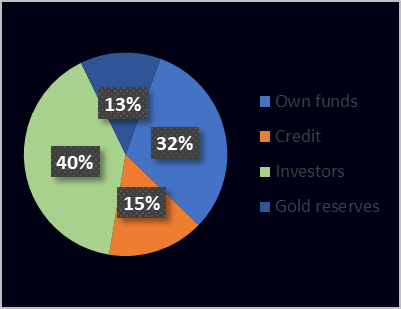 13%
32%
40%
15%
Own funds
Credit
Investors
Gold reserves